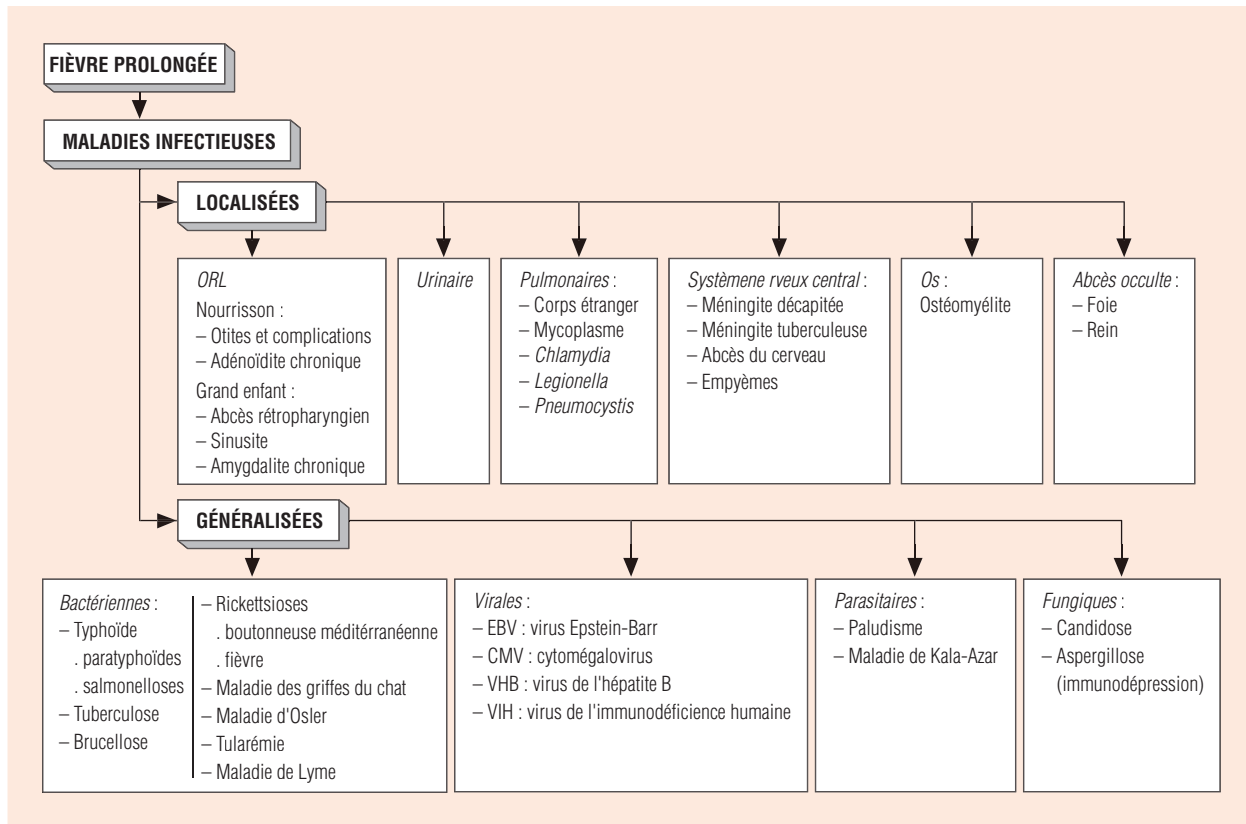 FIÈVRE PROLONGÉE
MALADIES INFECTIEUSES
LOCALISÉES
ORL
Nourrisson :
– Otites et complications
– Adénoïdite chronique
Grand enfant :
– Abcès rétropharyngien
– Sinusite
– Amygdalite chronique
Urinaire
Pulmonaires :
– Corps étranger
– Mycoplasme
– Chlamydia
– Legionella
– Pneumocystis
Systèmene rveux central :
– Méningite décapitée
– Méningite tuberculeuse
– Abcès du cerveau
– Empyèmes
Os :
Ostéomyélite
Abcès occulte :
– Foie
– Rein
GÉNÉRALISÉES
Bactériennes :
– Typhoïde
. paratyphoïdes
. salmonelloses
– Tuberculose
– Brucellose
– Rickettsioses
. boutonneuse méditérranéenne
. fièvre
– Maladie des griffes du chat
– Maladie d'Osler
– Tularémie
– Maladie de Lyme
Virales :
– EBV : virus Epstein-Barr
– CMV : cytomégalovirus
– VHB : virus de l'hépatite B
– VIH : virus de l'immunodéficience humaine
Parasitaires :
– Paludisme
– Maladie de Kala-Azar
Fungiques :
– Candidose
– Aspergillose
(immunodépression)